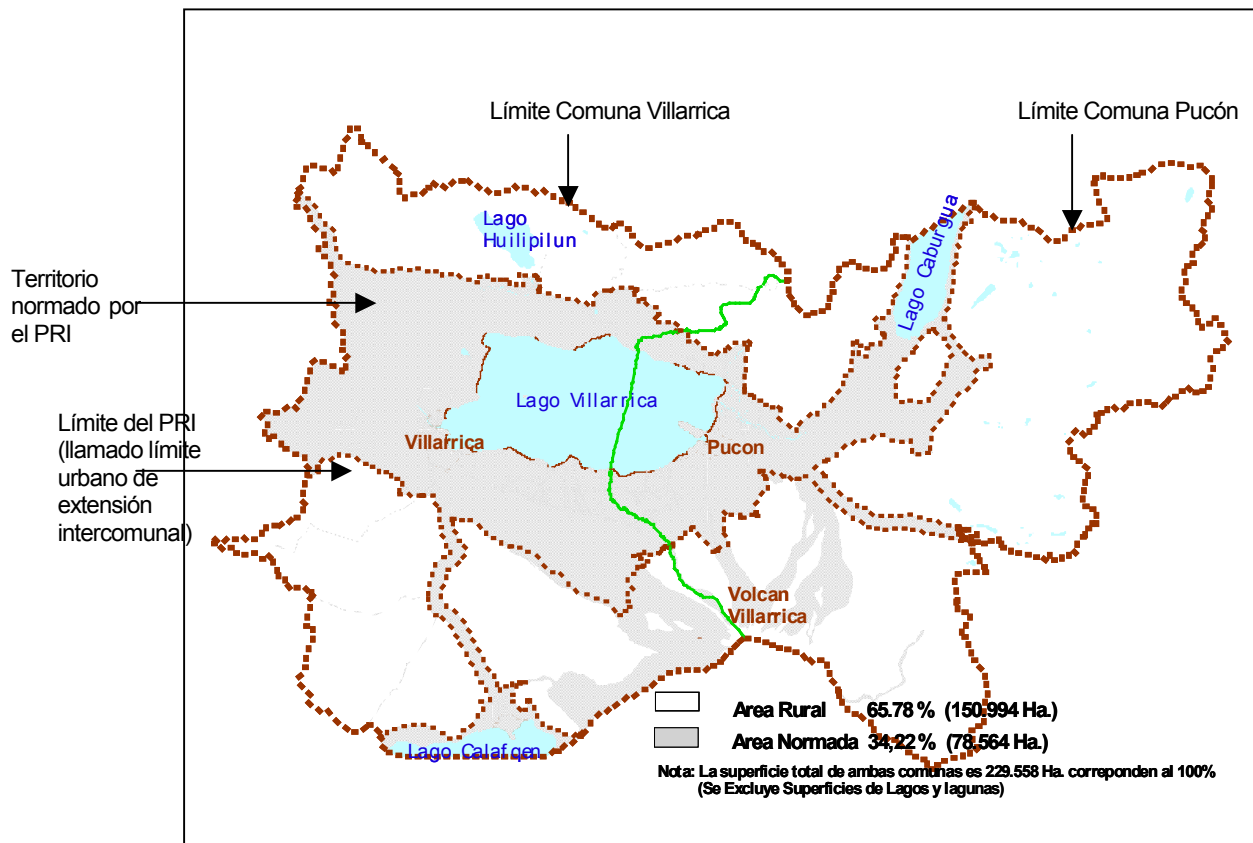 Límite Comuna Villarrica
Límite Comuna Pucón
Lago
Huilipilun
Lago Caburgua
Territorio
normado por
el PRI
Lago Villarrica
Límite del PRI
(llamado límite
urbano de
extensión
intercomunal)
Villarrica
Pucon
Volcan
Villarrica
Area Rural 65.78 % (150.994 Ha.)
Area Normada 34,22 % (78.564 Ha.)
Lago Calafqen
Nota: La superficie total de ambas comunas es 229.558 Ha. correponden al 100%
(Se Excluye Superficies de Lagos y lagunas)